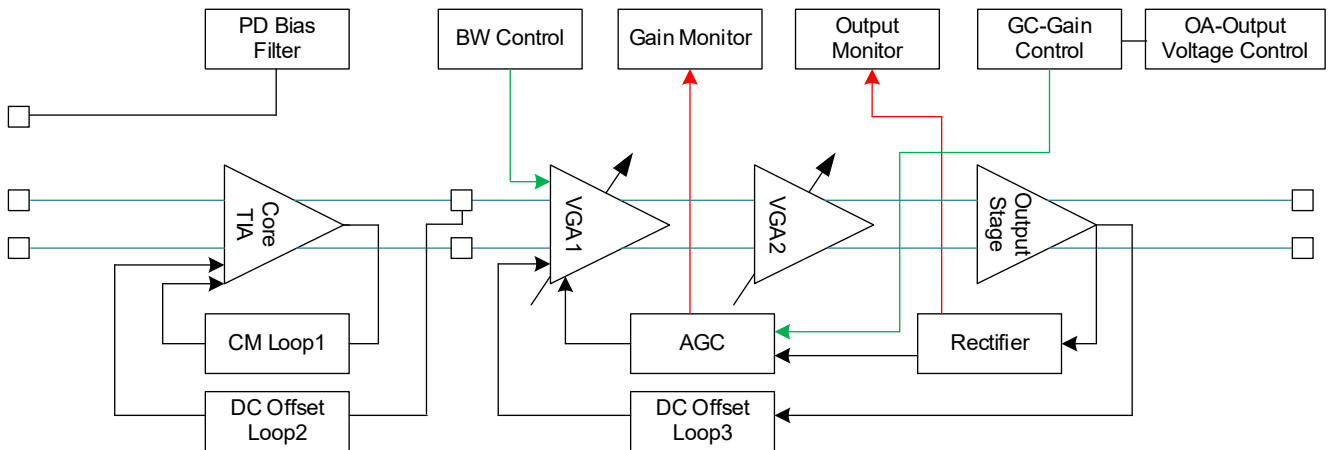 PD Bias
Filter
BW Control
Gain Monitor
Output
Monitor
GC-Gain
Control
OA-Output
Voltage Control
Core
TIA
VGA1
VGA2
Output
Stage
CM Loop1
AGC
Rectifier
DC Offset
Loop2
DC Offset
Loop3